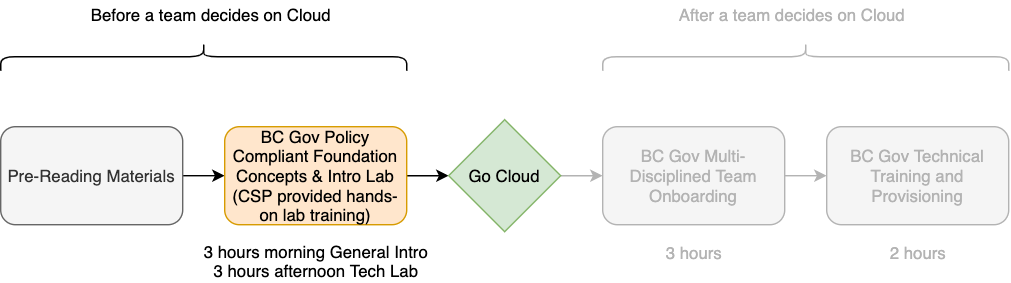 Before a team decides on Cloud
After a team decides on Cloud
Pre-Reading Materials
BC Gov Policy
Compliant Foundation
Concepts & Intro Lab
(CSP provided hands-
on lab training)
Go Cloud
BC Gov Multi-
Disciplined Team
Onboarding
BC Gov Technical
Training and
Provisioning
3 hours morning General Intro
3 hours afternoon Tech Lab
3 hours
2 hours